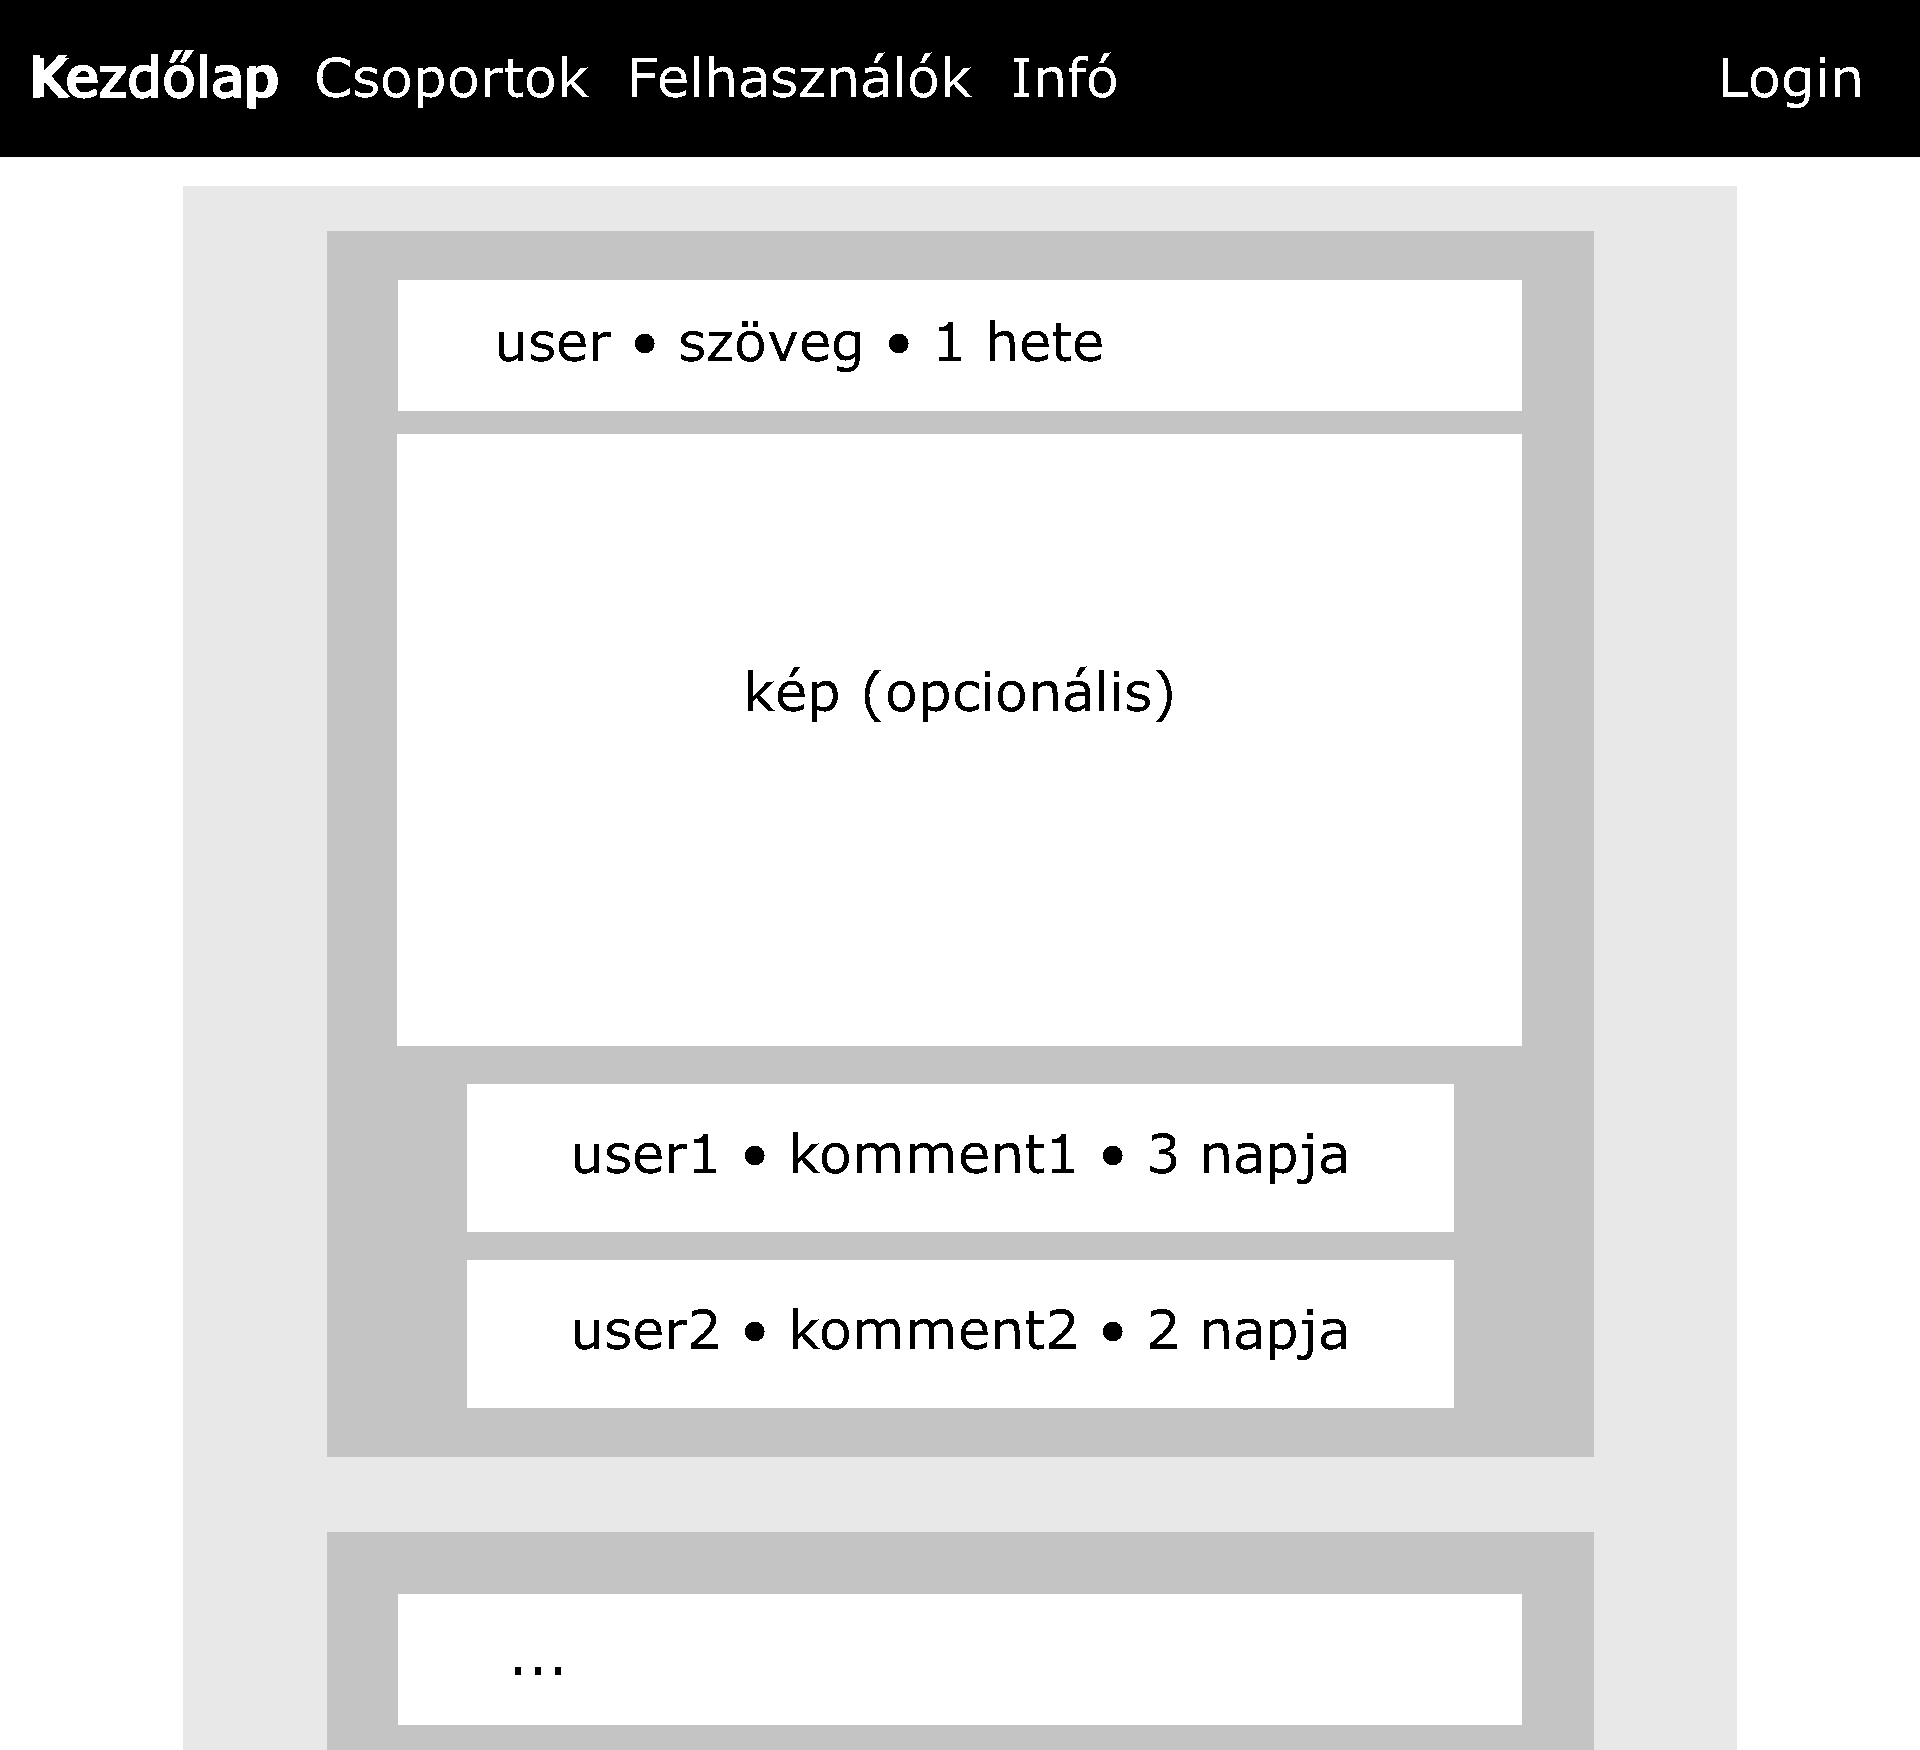 Kezdőlap Csoportok Felhasználók Infó Login
user • szöveg • 1 hete
kép (opcionális)
user1 • komment1 • 3 napja
user2 • komment2 • 2 napja
...